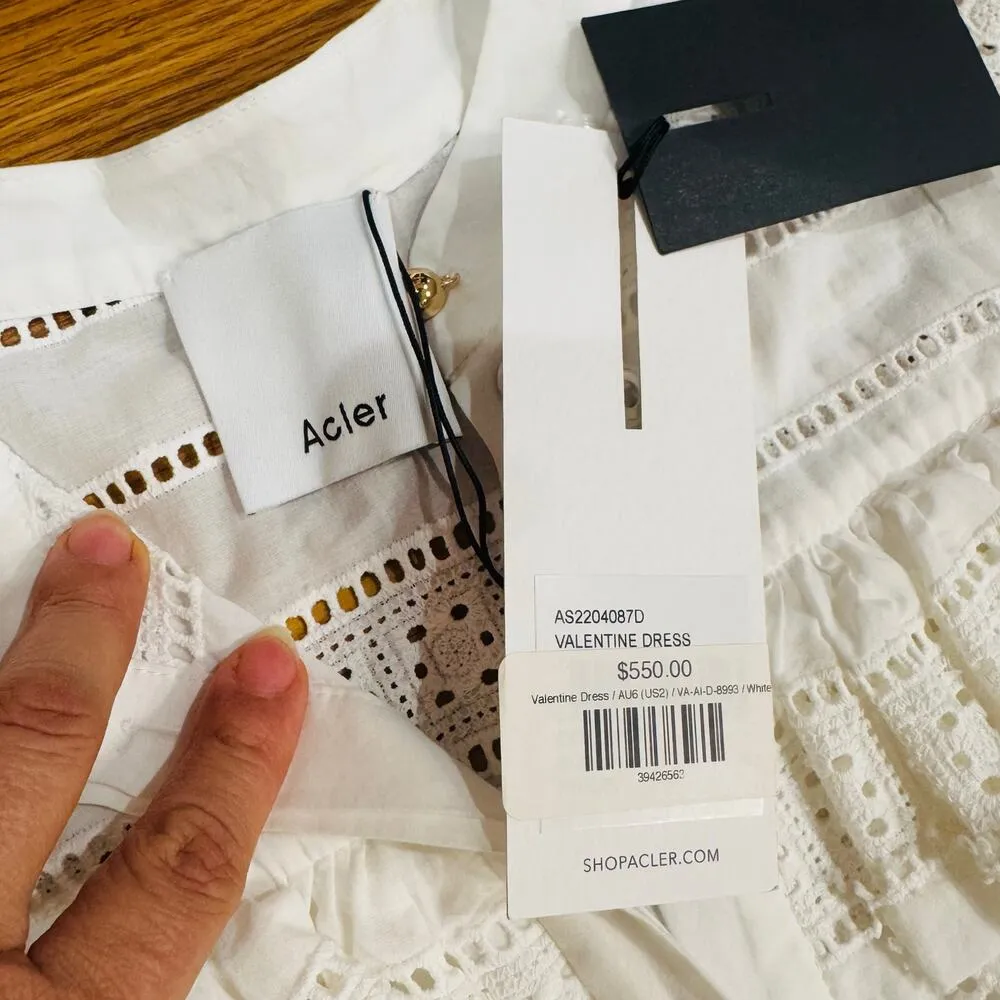 Acler
AS2204087D
VALENTINE DRESS
$550.00
Valentine Dress / AU6 (US2) / VA-AI-D-8993 / White
39426563
SHOPACLER.COM